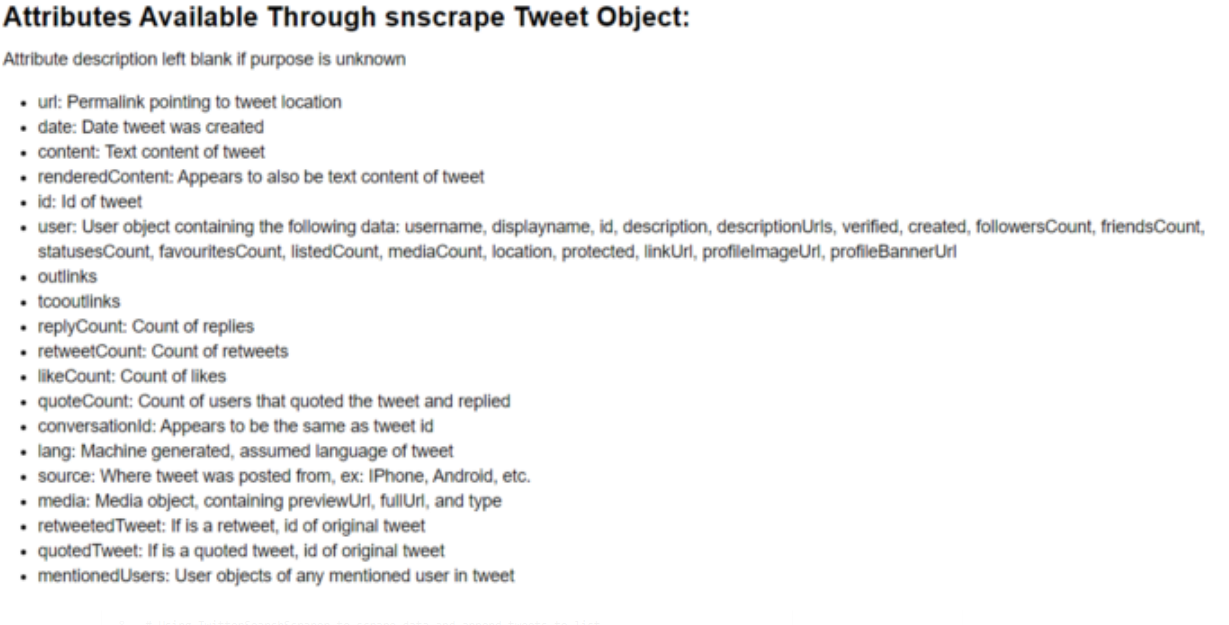 Attributes Available Through snscrape Tweet Object:
Attribute description left blank if purpose is unknown
• url: Permalink pointing to tweet location
• date: Date tweet was created
• content: Text content of tweet
• renderedContent: Appears to also be text content of tweet
• id: Id of tweet
• user: User object containing the following data: username, displayname, id, description, descriptionUrls, verified, created, followersCount, friendsCount,
statusesCount, favouritesCount, listedCount, mediaCount, location, protected, linkUrl, profileImageUrl, profileBannerUrl
• outlinks
• tcooutlinks
• replyCount: Count of replies
• retweetCount: Count of retweets
• likeCount: Count of likes
• quoteCount: Count of users that quoted the tweet and replied
• conversationId: Appears to be the same as tweet id
• lang: Machine generated, assumed language of tweet
• source: Where tweet was posted from, ex: IPhone, Android, etc.
• media: Media object, containing previewUrl, fullUrl, and type
• retweetedTweet: If is a retweet, id of original tweet
• quotedTweet: If is a quoted tweet, id of original tweet
• mentionedUsers: User objects of any mentioned user in tweet